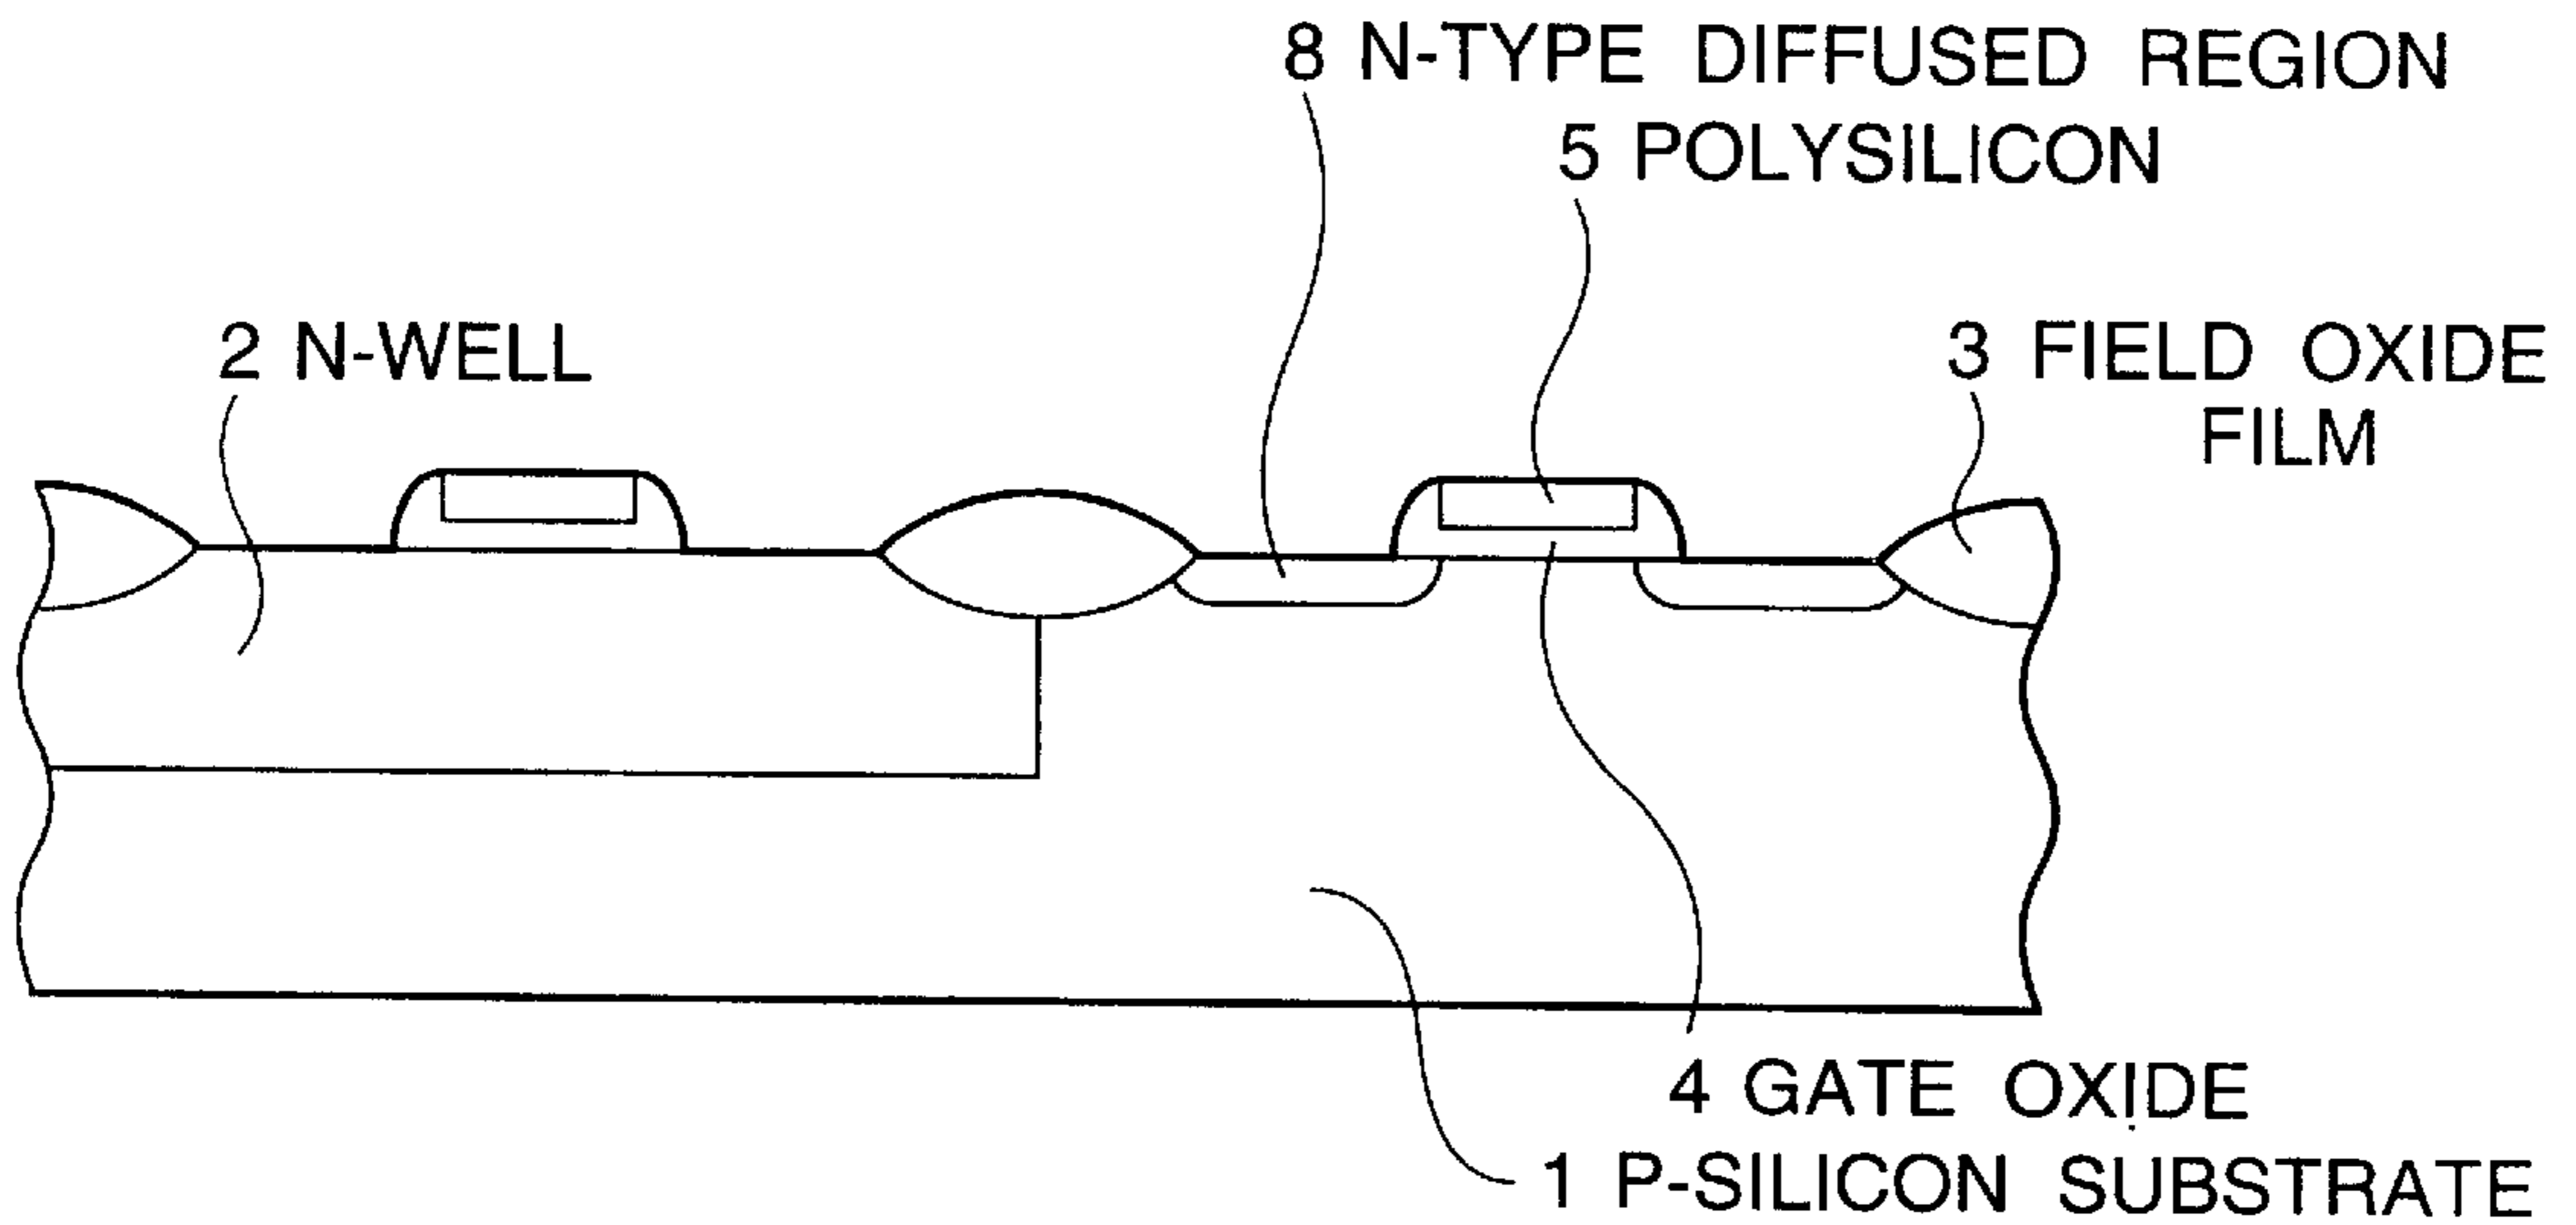 8 N-TYPE DIFFUSED REGION
5 POLYSILICON
2 N-WELL
3 FIELD OXIDE
FILM
4 GATE OXIDE
1 P-SILICON SUBSTRATE